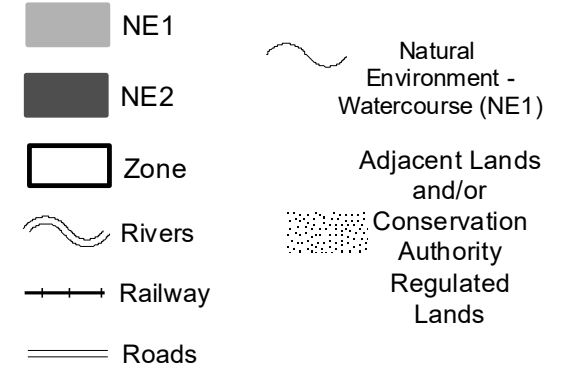 NE1
NE2
Zone
Rivers
Railway
Roads
Natural
Environment -
Watercourse (NE1)
Adjacent Lands
and/or
Conservation
Authority
Regulated
Lands